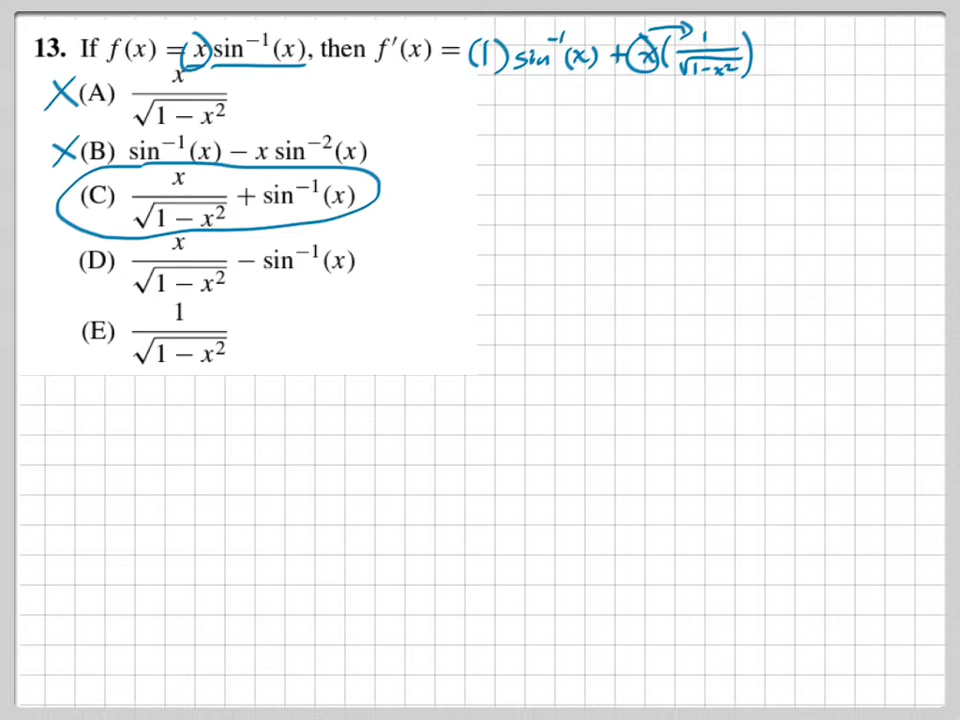 13. If f(x) = x sin⁻¹(x), then f′(x) = (1) sin⁻¹(x) + x(1/√1−x²)
X (A) x/√1 − x²
X (B) sin⁻¹(x) − x sin⁻²(x)
(C) x/√1 − x² + sin⁻¹(x)
(D) x/√1 − x² − sin⁻¹(x)
(E) 1/√1 − x²